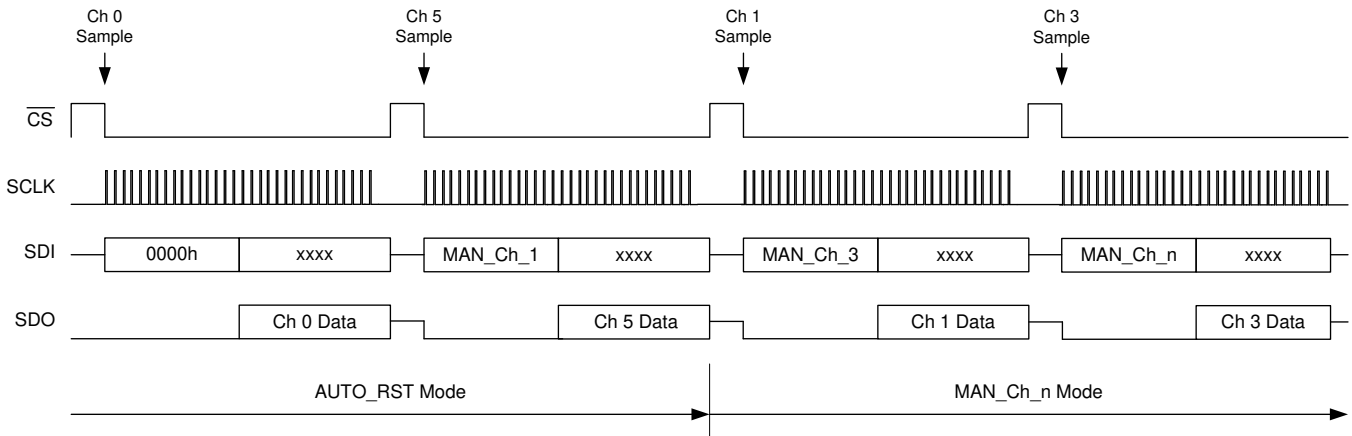 Ch 0
Sample
Ch 5
Sample
Ch 1
Sample
Ch 3
Sample
CS
SCLK
SDI
0000h
xxxx
MAN_Ch_1
xxxx
MAN_Ch_3
xxxx
MAN_Ch_n
xxxx
SDO
Ch 0 Data
Ch 5 Data
Ch 1 Data
Ch 3 Data
AUTO_RST Mode
MAN_Ch_n Mode